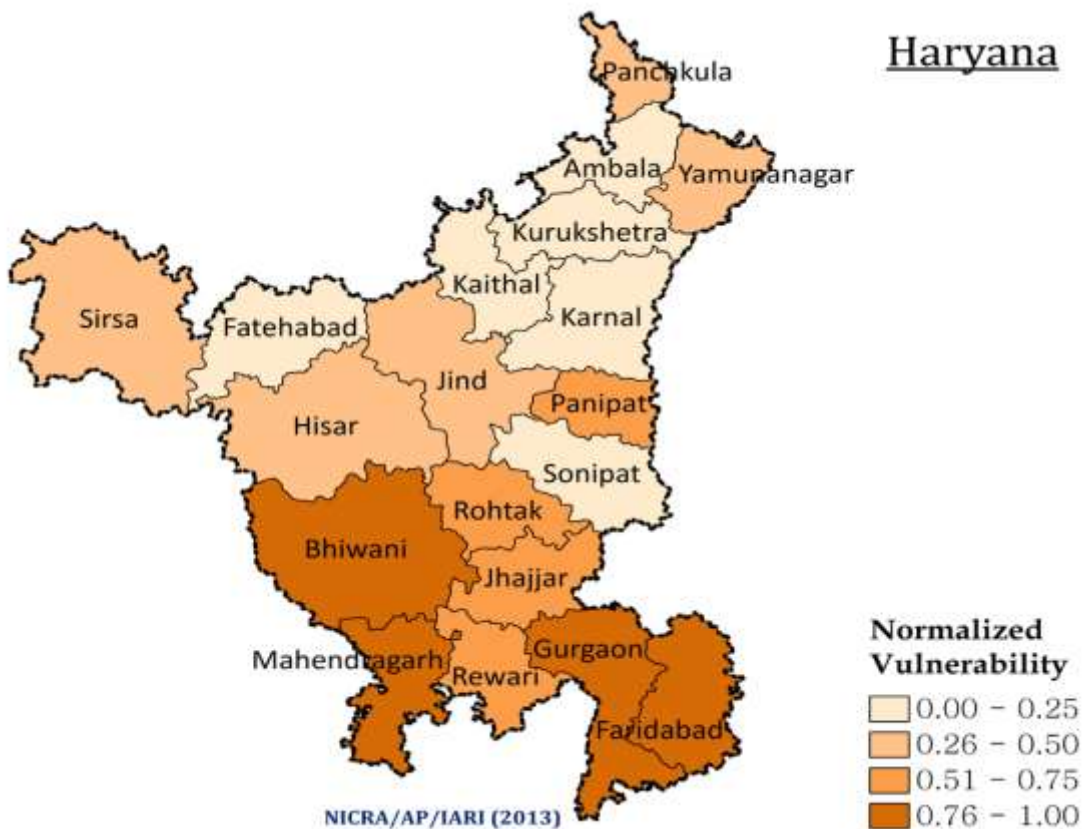 Haryana
Panchkula
Ambala
Yamunanagar
Kurukshetra
Kaithal
Karnal
Sirsa
Fatehabad
Jind
Panipat
Hisar
Sonipat
Rohtak
Bhiwani
Jhajjar
Gurgaon
Mahendragarh
Rewari
Faridabad
Normalized
Vulnerability
0.00 - 0.25
0.26 - 0.50
0.51 - 0.75
0.76 - 1.00
NICRA/AP/IARI (2013)